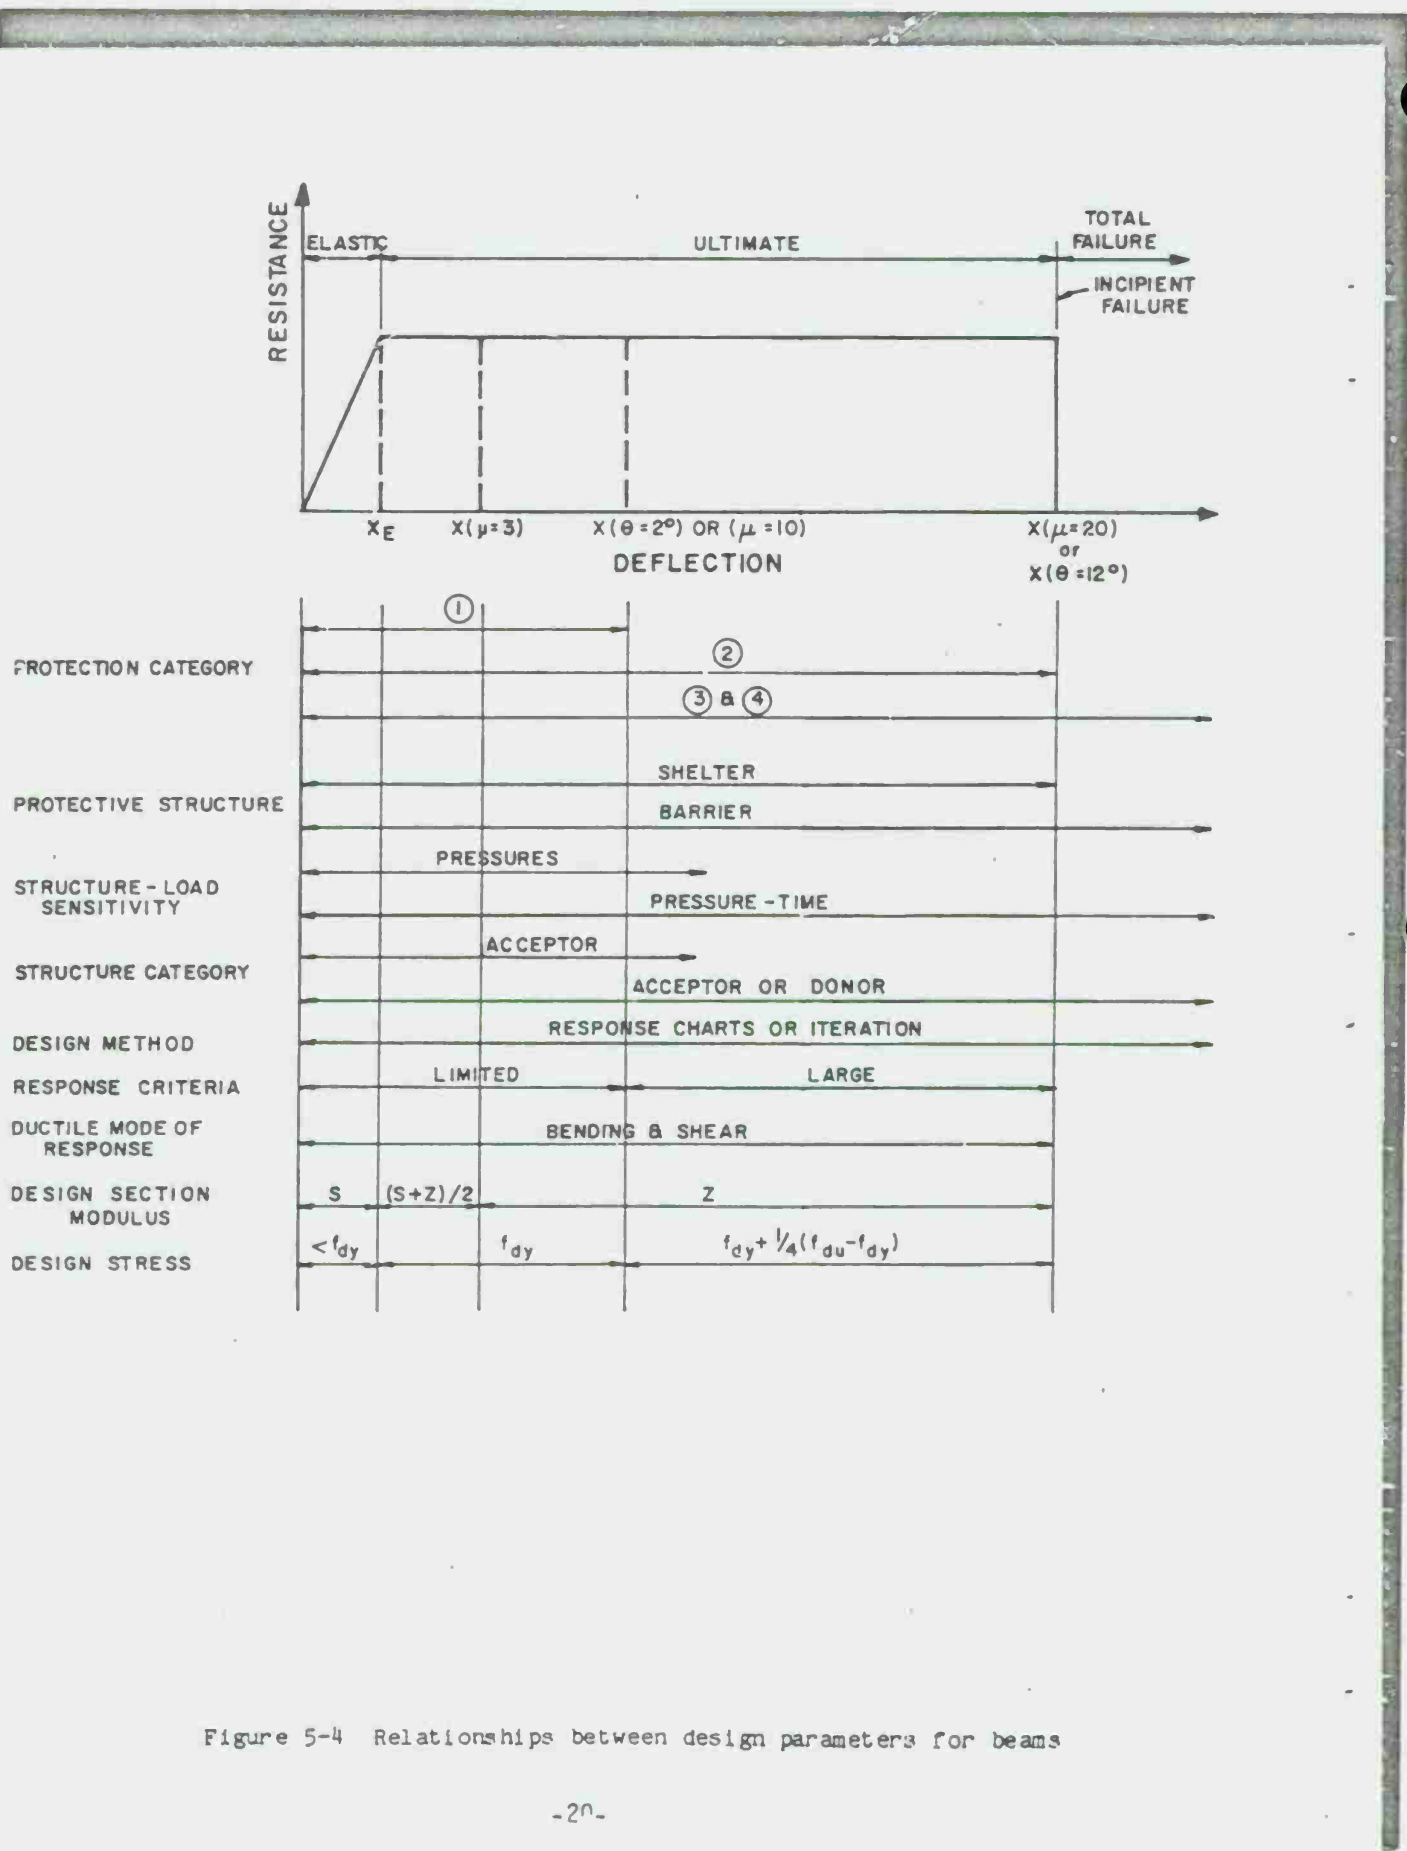 RESISTANCE
ELASTIC
ULTIMATE
TOTAL
FAILURE
INCIPIENT
FAILURE
X_E
X(μ=3)
X(θ=2°) OR (μ=10)
X(μ=20)
or
X(θ=12°)
DEFLECTION
①
PROTECTION CATEGORY
②
③ & ④
SHELTER
PROTECTIVE STRUCTURE
BARRIER
PRESSURES
STRUCTURE-LOAD
SENSITIVITY
PRESSURE-TIME
ACCEPTOR
STRUCTURE CATEGORY
ACCEPTOR OR DONOR
DESIGN METHOD
RESPONSE CHARTS OR ITERATION
RESPONSE CRITERIA
LIMITED
LARGE
DUCTILE MODE OF
RESPONSE
BENDING & SHEAR
DESIGN SECTION
MODULUS
S
(S+Z)/2
Z
DESIGN STRESS
<f_dy
f_dy
f_dy + 1/4(f_du-f_dy)
Figure 5-4 Relationships between design parameters for beams